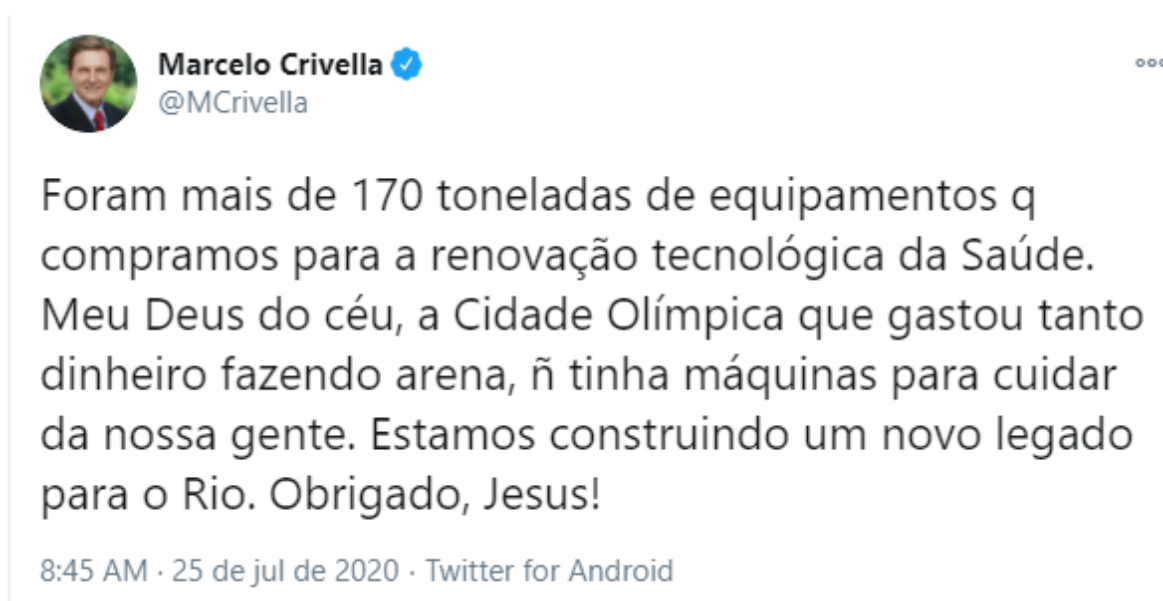 Marcelo Crivella
@MCrivella
Foram mais de 170 toneladas de equipamentos q
compramos para a renovação tecnológica da Saúde.
Meu Deus do céu, a Cidade Olímpica que gastou tanto
dinheiro fazendo arena, ñ tinha máquinas para cuidar
da nossa gente. Estamos construindo um novo legado
para o Rio. Obrigado, Jesus!
8:45 AM · 25 de jul de 2020 · Twitter for Android